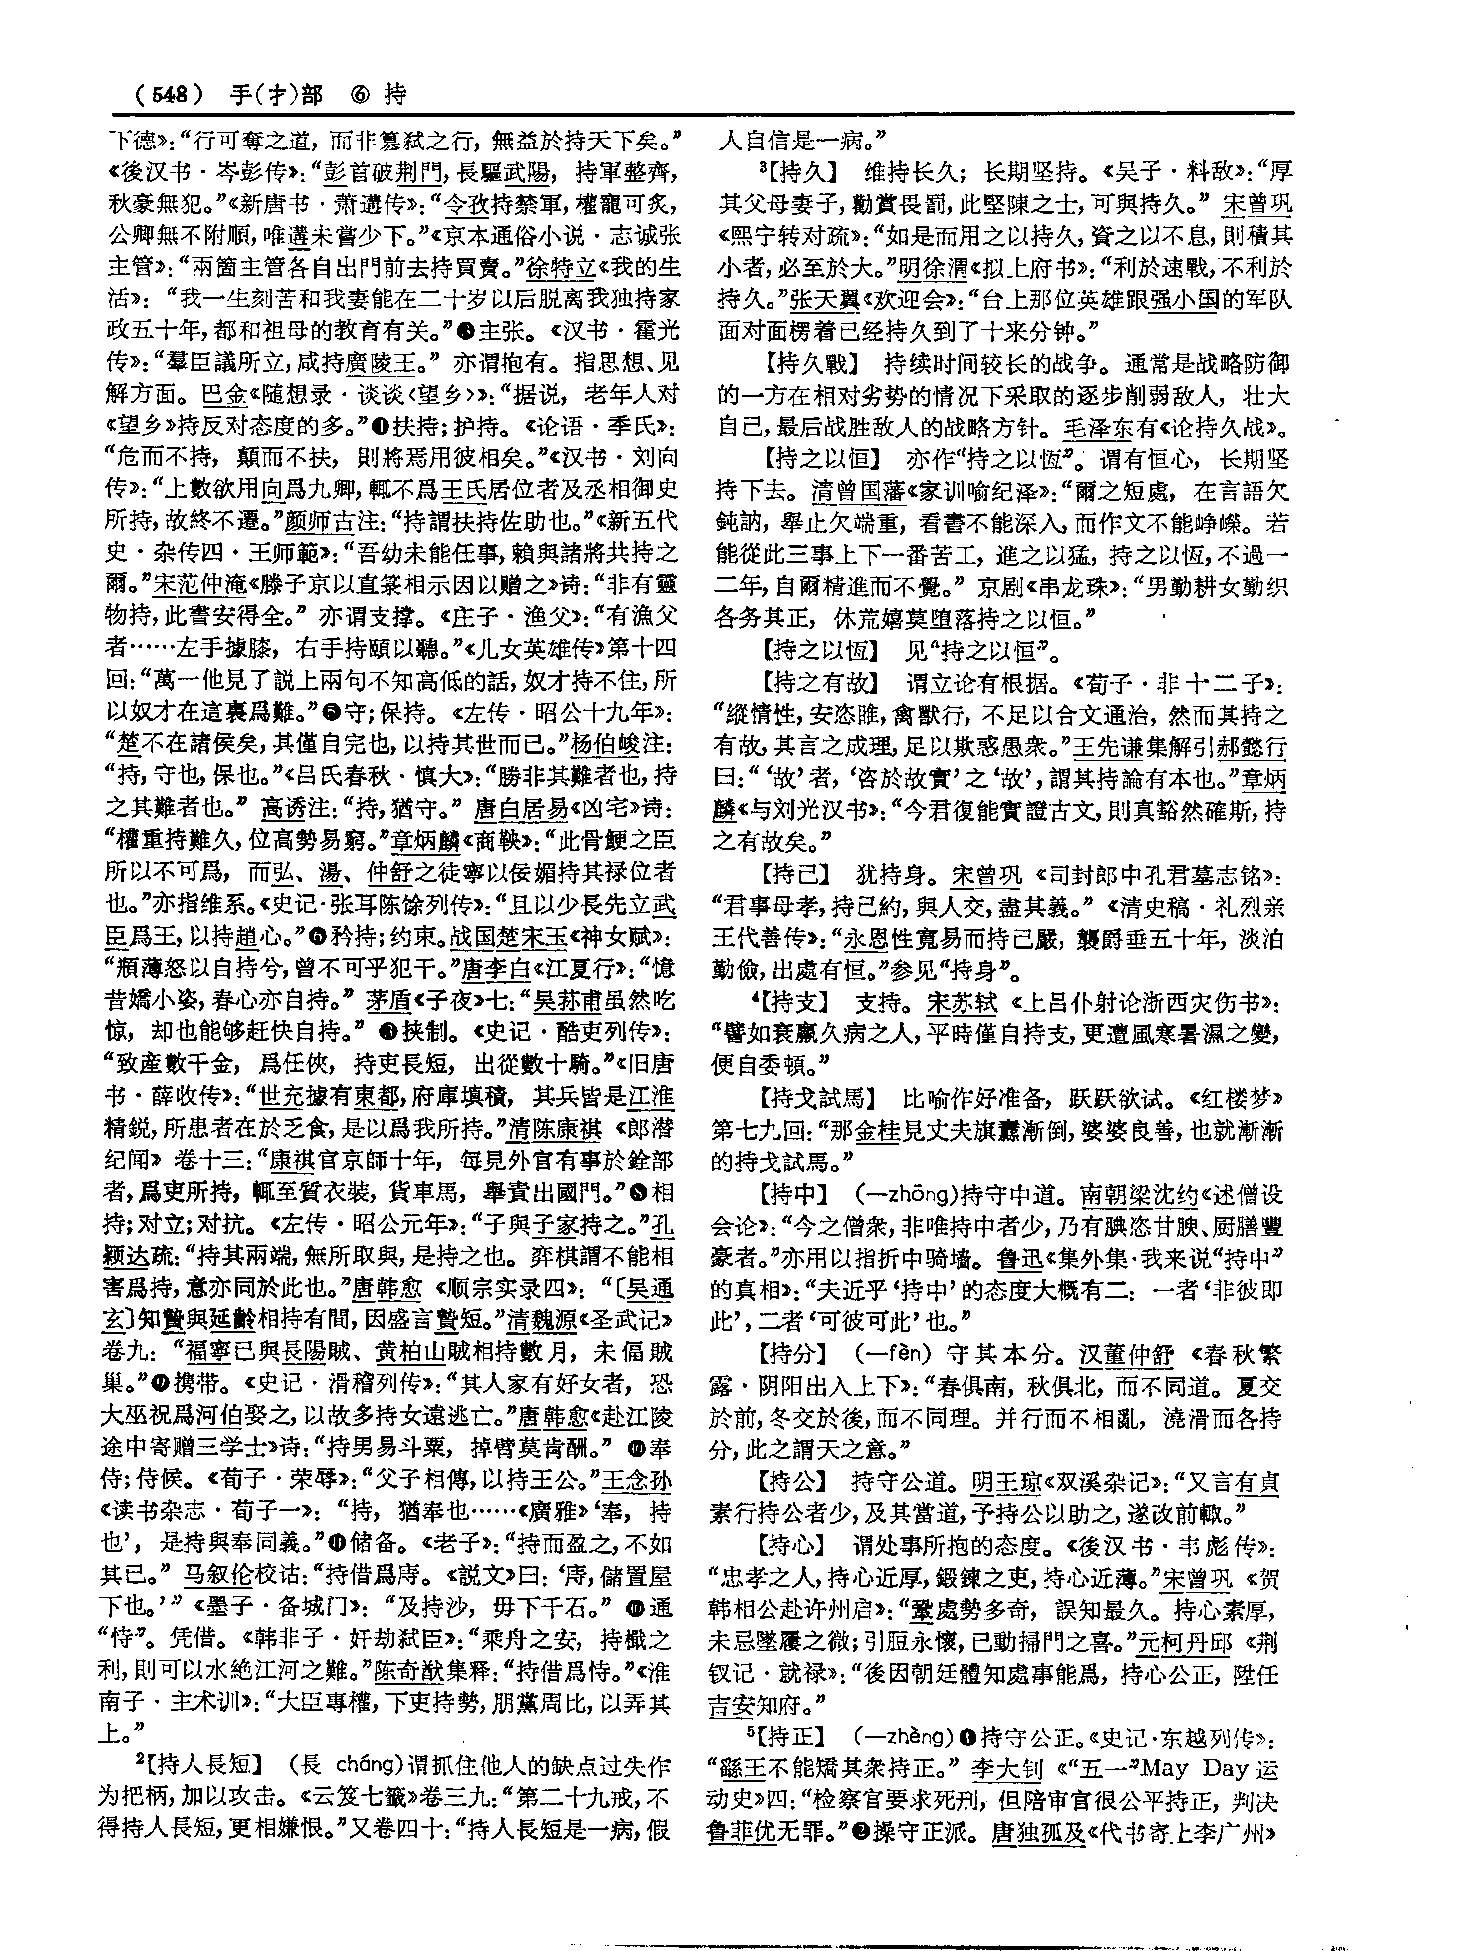 (548) 手(扌)部 ⑥ 持
下德》：“行可奪之道，而非篡弑之行，無益於持天下矣。”
《後汉书·岑彭传》：“彭首破荆門，長驅武陽，持軍整齊，
秋豪無犯。”《新唐书·萧遘传》：“令孜持禁軍，權寵可炙，
公卿無不附順，唯遘未嘗少下。”《京本通俗小说·志诚张
主管》：“兩箇主管各自出門前去持買賣。”徐特立《我的生
活》：“我一生刻苦和我妻能在二十岁以后脱离我独持家
政五十年，都和祖母的教育有关。”❸主张。《汉书·霍光
传》：“羣臣議所立，咸持廣陵王。”亦谓抱有。指思想、见
解方面。巴金《随想录·谈谈〈望乡〉》：“据说，老年人对
《望乡》持反对态度的多。”❹扶持；护持。《论语·季氏》：
“危而不持，顛而不扶，則將焉用彼相矣。”《汉书·刘向
传》：“上數欲用向爲九卿，輒不爲王氏居位者及丞相御史
所持，故終不遷。”颜师古注：“持謂扶持佐助也。”《新五代
史·杂传四·王师範》：“吾幼未能任事，賴與諸將共持之
爾。”宋范仲淹《滕子京以直篆相示因以赠之》诗：“非有靈
物持，此書安得全。”亦谓支撑。《庄子·渔父》：“有漁父
者……左手據膝，右手持頤以聽。”《儿女英雄传》第十四
回：“萬一他見了説上兩句不知高低的話，奴才持不住，所
以奴才在這裏爲難。”❺守；保持。《左传·昭公十九年》：
“楚不在諸侯矣，其僅自完也，以持其世而已。”杨伯峻注：
“持，守也，保也。”《吕氏春秋·慎大》：“勝非其難者也，持
之其難者也。”高诱注：“持，猶守。”唐白居易《凶宅》诗：
“權重持難久，位高勢易窮。”章炳麟《商鞅》：“此骨鯁之臣
所以不可爲，而弘、湯、仲舒之徒寧以佞媚持其禄位者
也。”亦指维系。《史记·张耳陈馀列传》：“且以少長先立武
臣爲王，以持趙心。”❻矜持；约束。战国楚宋玉《神女赋》：
“頩薄怒以自持兮，曾不可乎犯干。”唐李白《江夏行》：“憶
昔嬌小姿，春心亦自持。”茅盾《子夜》七：“吴荪甫虽然吃
惊，却也能够赶快自持。”❼挟制。《史记·酷吏列传》：
“致産數千金，爲任俠，持吏長短，出從數十騎。”《旧唐
书·薛收传》：“世充據有東都，府庫填積，其兵皆是江淮
精鋭，所患者在於乏食，是以爲我所持。”清陈康祺《郎潜
纪闻》卷十三：“康祺官京師十年，每見外官有事於銓部
者，爲吏所持，輒至質衣裝，貨車馬，舉責出國門。”❽相
持；对立；对抗。《左传·昭公元年》：“子與子家持之。”孔
颖达疏：“持其兩端，無所取與，是持之也。弈棋謂不能相
害爲持，意亦同於此也。”唐韩愈《顺宗实录四》：“〔吴通
玄〕知贄與延齡相持有間，因盛言贄短。”清魏源《圣武记》
卷九：“福寧已與長陽賊、黄柏山賊相持數月，未偪賊
巢。”❾携带。《史记·滑稽列传》：“其人家有好女者，恐
大巫祝爲河伯娶之，以故多持女遠逃亡。”唐韩愈《赴江陵
途中寄赠三学士》诗：“持男易斗粟，掉臂莫肯酬。”❿奉
侍；侍候。《荀子·荣辱》：“父子相傳，以持王公。”王念孙
《读书杂志·荀子一》：“持，猶奉也……《廣雅》‘奉，持
也’，是持與奉同義。”⓫储备。《老子》：“持而盈之，不如
其已。”马叙伦校诂：“持借爲庤。《説文》曰：‘庤，儲置屋
下也。’”《墨子·备城门》：“及持沙，毋下千石。”⓬通
“恃”。凭借。《韩非子·奸劫弑臣》：“乘舟之安，持檝之
利，則可以水絶江河之難。”陈奇猷集释：“持借爲恃。”《淮
南子·主术训》：“大臣專權，下吏持勢，朋黨周比，以弄其
上。”
²【持人長短】 （長 cháng）谓抓住他人的缺点过失作
为把柄，加以攻击。《云笈七籤》卷三九：“第二十九戒，不
得持人長短，更相嫌恨。”又卷四十：“持人長短是一病，假
人自信是一病。”
³【持久】 维持长久；长期坚持。《吴子·料敌》：“厚
其父母妻子，勸賞畏罰，此堅陳之士，可與持久。”宋曾巩
《熙宁转对疏》：“如是而用之以持久，資之以不息，則積其
小者，必至於大。”明徐渭《拟上府书》：“利於速戰，不利於
持久。”张天翼《欢迎会》：“台上那位英雄跟强小国的军队
面对面楞着已经持久到了十来分钟。”
【持久戰】 持续时间较长的战争。通常是战略防御
的一方在相对劣势的情况下采取的逐步削弱敌人，壮大
自己，最后战胜敌人的战略方针。毛泽东有《论持久战》。
【持之以恒】 亦作“持之以恆”。谓有恒心，长期坚
持下去。清曾国藩《家训喻纪泽》：“爾之短處，在言語欠
鈍訥，舉止欠端重，看書不能深入，而作文不能崢嶸。若
能從此三事上下一番苦工，進之以猛，持之以恆，不過一
二年，自爾精進而不覺。”京剧《串龙珠》：“男勤耕女勤织
各务其正，休荒嬉莫堕落持之以恒。”
【持之以恆】 见“持之以恒”。
【持之有故】 谓立论有根据。《荀子·非十二子》：
“縱情性，安恣睢，禽獸行，不足以合文通治，然而其持之
有故，其言之成理，足以欺惑愚衆。”王先谦集解引郝懿行
曰：“‘故’者，‘咨於故實’之‘故’，謂其持論有本也。”章炳
麟《与刘光汉书》：“今君復能實證古文，則真豁然確斯，持
之有故矣。”
【持己】 犹持身。宋曾巩《司封郎中孔君墓志铭》：
“君事母孝，持己約，與人交，盡其義。”《清史稿·礼烈亲
王代善传》：“永恩性寬易而持己嚴，襲爵垂五十年，淡泊
勤儉，出處有恒。”参见“持身”。
⁴【持支】 支持。宋苏轼《上吕仆射论浙西灾伤书》：
“譬如衰羸久病之人，平時僅自持支，更遭風寒暑濕之變，
便自委頓。”
【持戈試馬】 比喻作好准备，跃跃欲试。《红楼梦》
第七九回：“那金桂見丈夫旗纛渐倒，婆婆良善，也就漸漸
的持戈試馬。”
【持中】 （—zhōng）持守中道。南朝梁沈约《述僧设
会论》：“今之僧衆，非唯持中者少，乃有腆恣甘腴、厨膳豐
豪者。”亦用以指折中骑墙。鲁迅《集外集·我来说“持中”
的真相》：“夫近乎‘持中’的态度大概有二：一者‘非彼即
此’，二者‘可彼可此’也。”
【持分】 （—fèn）守其本分。汉董仲舒《春秋繁
露·阴阳出入上下》：“春俱南，秋俱北，而不同道。夏交
於前，冬交於後，而不同理。并行而不相亂，澆滑而各持
分，此之謂天之意。”
【持公】 持守公道。明王琼《双溪杂记》：“又言有貞
素行持公者少，及其當道，予持公以助之，遂改前轍。”
【持心】 谓处事所抱的态度。《後汉书·韦彪传》：
“忠孝之人，持心近厚，鍛鍊之吏，持心近薄。”宋曾巩《贺
韩相公赴许州启》：“鞏處勢多奇，誤知最久。持心素厚，
未忌墜履之微；引脰永懷，已動掃門之喜。”元柯丹邱《荆
钗记·就禄》：“後因朝廷體知處事能爲，持心公正，陞任
吉安知府。”
⁵【持正】 （—zhèng）❶持守公正。《史记·东越列传》：
“繇王不能矯其衆持正。”李大钊《“五一”May Day运
动史》四：“检察官要求死刑，但陪审官很公平持正，判决
鲁菲优无罪。”❷操守正派。唐独孤及《代书寄上李广州》